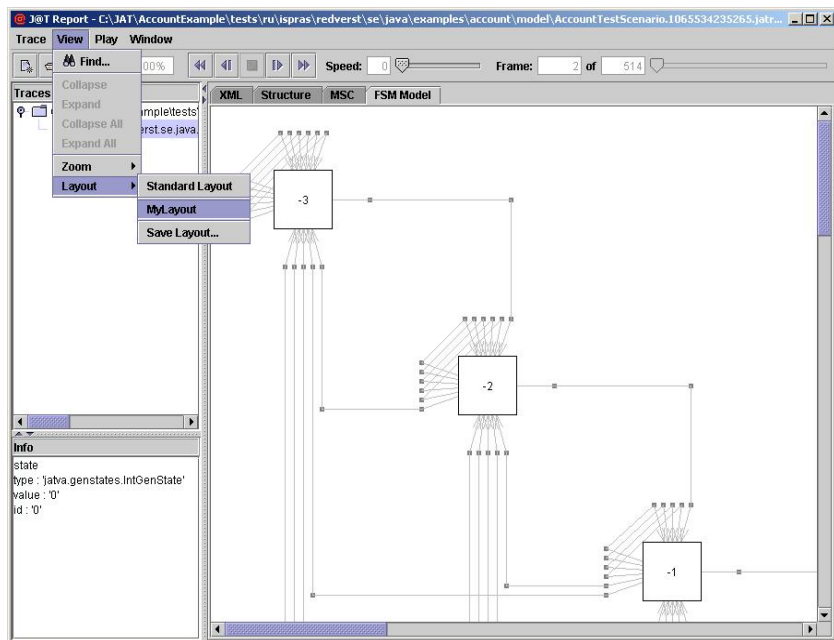 J@T Report - C:\JAT\AccountExample\tests\ru\ispras\redverst\se\java\examples\account\model\AccountTestScenario.1065534235265.jatr...
Trace View Play Window
Find...
Collapse
Expand
Collapse All
Expand All
Zoom
Layout
Standard Layout
MyLayout
Save Layout...
00%
Speed: 0
Frame: 2 of 514
Traces
mple\tests'
erst.se.java.
XML Structure MSC FSM Model
-3
-2
-1
Info
state
type : 'jatva.genstates.IntGenState'
value : '0'
id : '0'